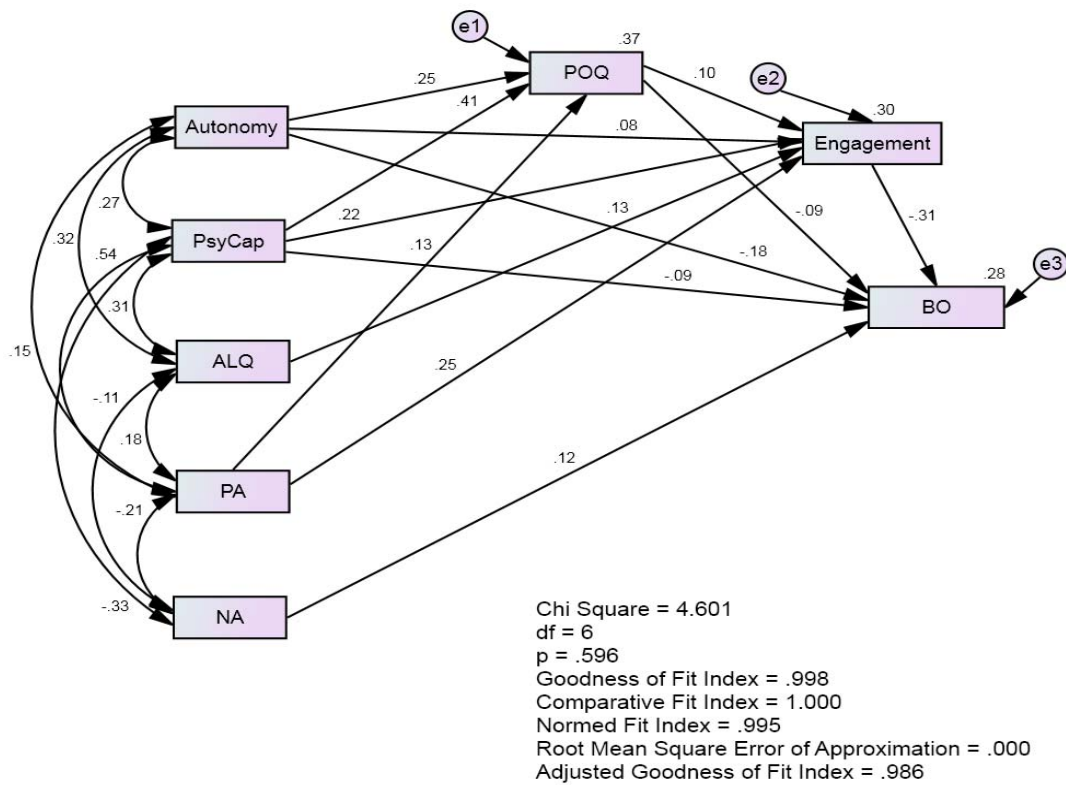 e1
.37
POQ
.25
.10
e2
.41
.30
Autonomy
.08
Engagement
.27
.22
.13
-.09
-.31
.32
PsyCap
.54
.13
-.18
-.09
.28
e3
.31
BO
.15
ALQ
.25
-.11
.18
.12
PA
-.21
-.33
NA
Chi Square = 4.601
df = 6
p = .596
Goodness of Fit Index = .998
Comparative Fit Index = 1.000
Normed Fit Index = .995
Root Mean Square Error of Approximation = .000
Adjusted Goodness of Fit Index = .986